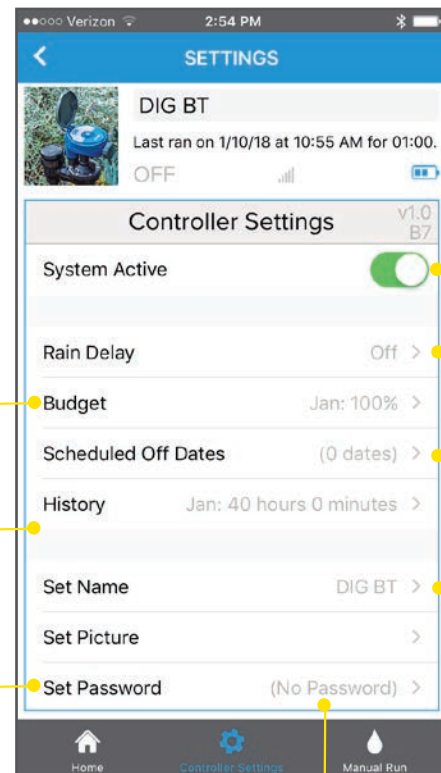 Verizon 2:54 PM
SETTINGS
DIG BT
Last ran on 1/10/18 at 10:55 AM for 01:00.
OFF
Controller Settings v1.0
B7
System Active
Rain Delay Off >
Budget Jan: 100% >
Scheduled Off Dates (0 dates) >
History Jan: 40 hours 0 minutes >
Set Name DIG BT >
Set Picture >
Set Password (No Password) >
Home Controller Settings Manual Run